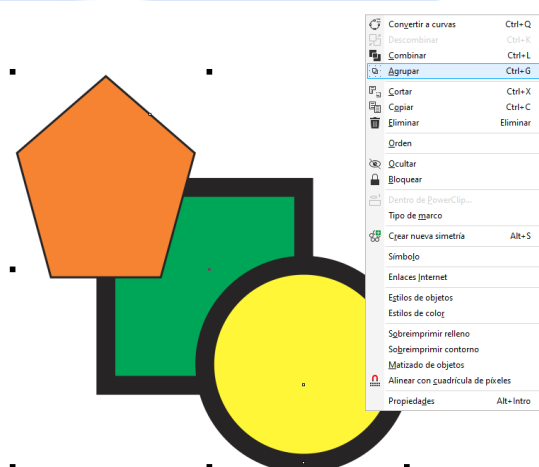 Convertir a curvas Ctrl+Q
Descombinar Ctrl+K
Combinar Ctrl+L
Agrupar Ctrl+G
Cortar Ctrl+X
Copiar Ctrl+C
Eliminar Eliminar
Orden
Ocultar
Bloquear
Dentro de PowerClip...
Tipo de marco
Crear nueva simetría Alt+S
Símbolo
Enlaces Internet
Estilos de objetos
Estilos de color
Sobreimprimir relleno
Sobreimprimir contorno
Matizado de objetos
Alinear con cuadrícula de píxeles
Propiedades Alt+Intro